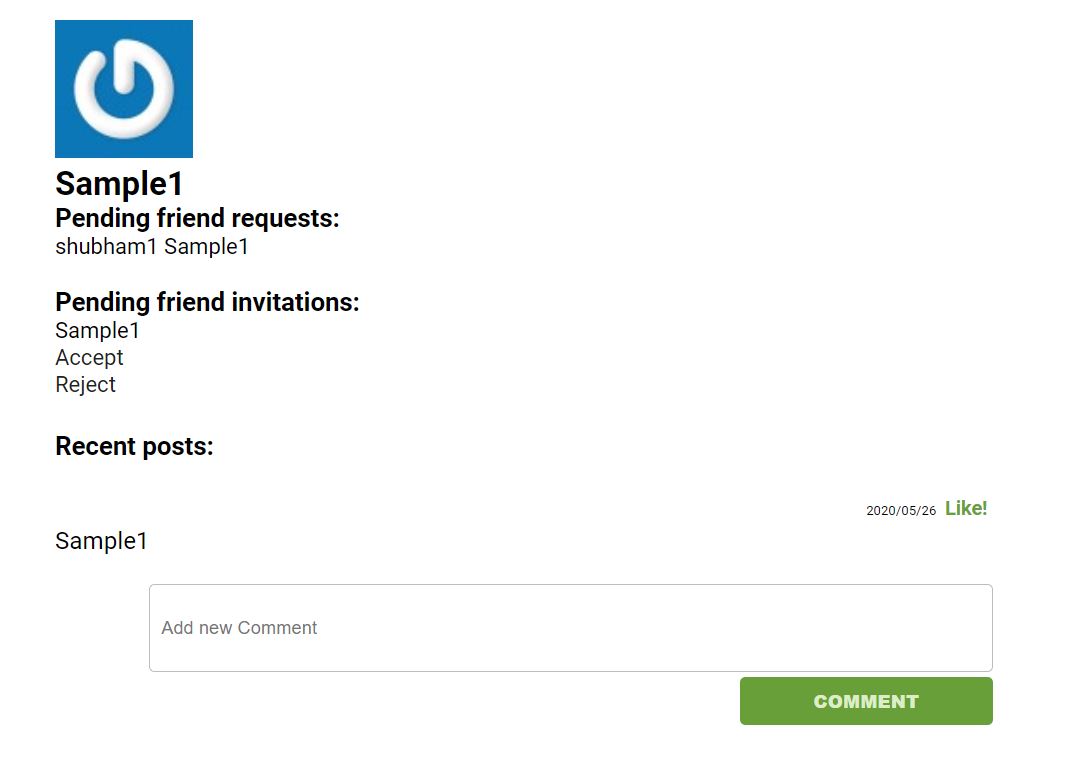 Sample1
Pending friend requests:
shubham1 Sample1
Pending friend invitations:
Sample1
Accept
Reject
Recent posts:
2020/05/26 Like!
Sample1
Add new Comment
COMMENT